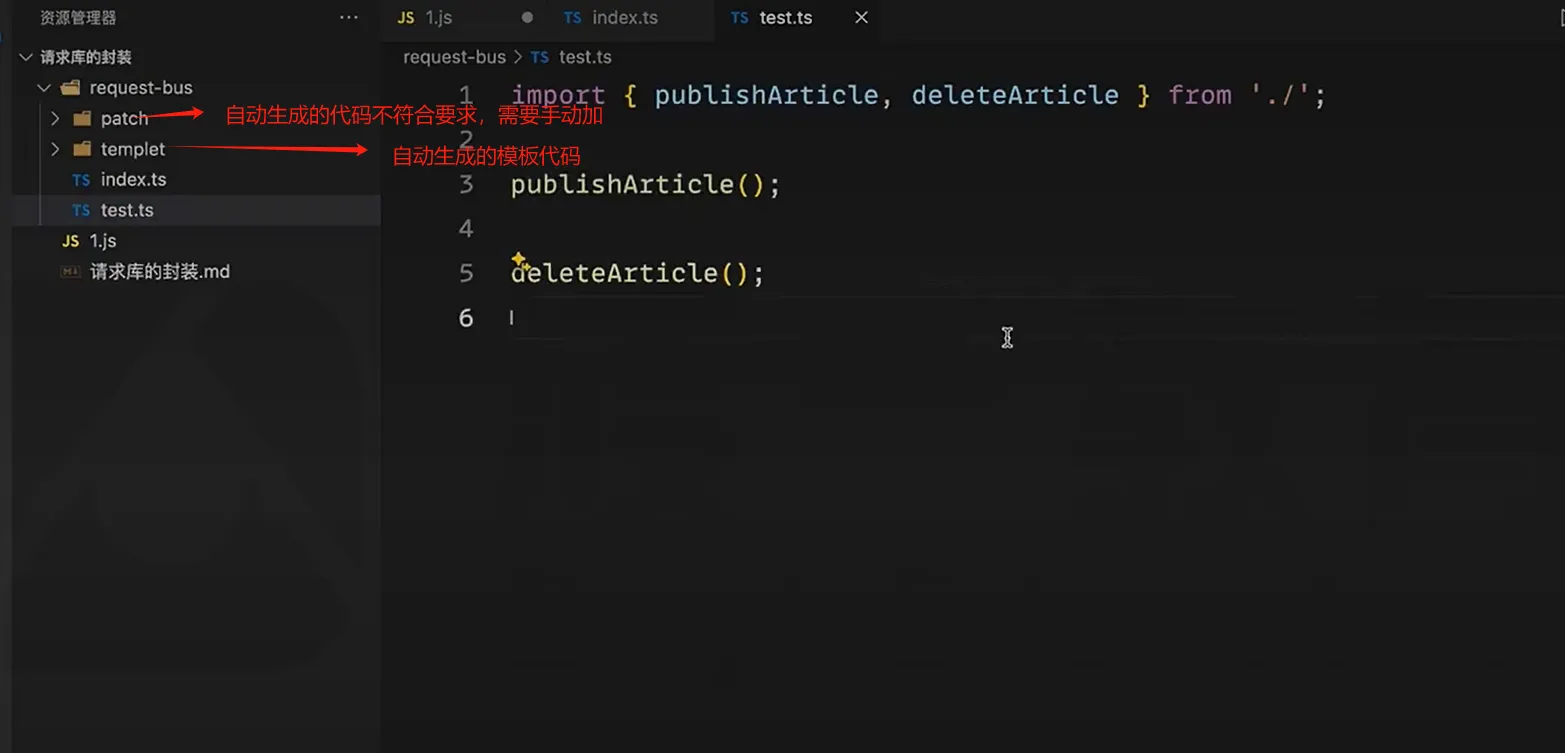 资源管理器 ···
JS 1.js ● TS index.ts TS test.ts ×
请求库的封装
request-bus > TS test.ts
request-bus
patch
templet
TS index.ts
TS test.ts
JS 1.js
请求库的封装.md
自动生成的代码不符合要求，需要手动加
自动生成的模板代码
1 import { publishArticle, deleteArticle } from './';
2
3 publishArticle();
4
5 deleteArticle();
6